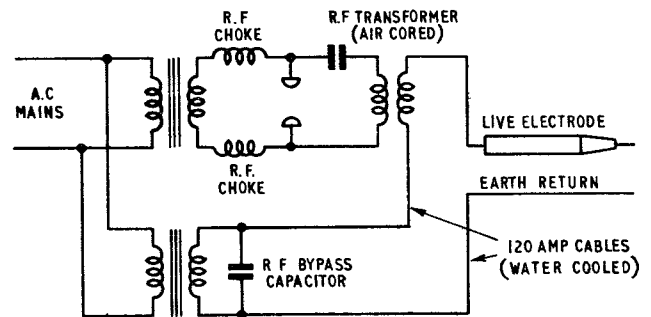 R.F
CHOKE
R.F TRANSFORMER
(AIR CORED)
A.C
MAINS
LIVE ELECTRODE
R.F.
CHOKE
EARTH RETURN
R F BYPASS
CAPACITOR
120 AMP CABLES
(WATER COOLED)